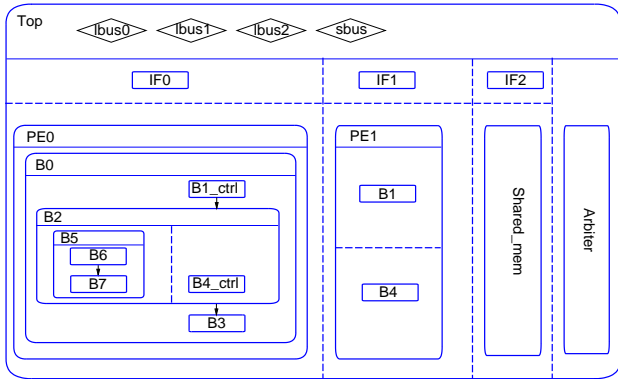 Top
lbus0 lbus1 lbus2 sbus
IF0 IF1 IF2
PE0 PE1
B0
B1_ctrl
B1
B2
B5
B6
B7
B4_ctrl
B4
B3
Shared_mem
Arbiter